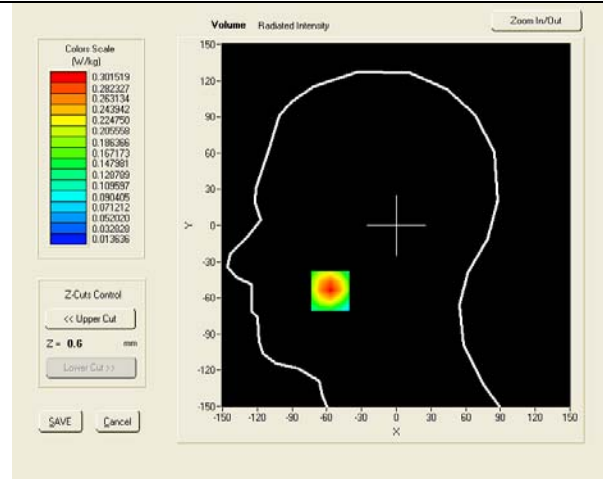 Volume Radiated Intensity
Zoom In/Out
Colors Scale
(W/kg)
0.301519
0.282327
0.263134
0.243942
0.224750
0.205558
0.186366
0.167173
0.147981
0.128789
0.109597
0.090405
0.071212
0.052020
0.032828
0.013636
Z-Cuts Control
<< Upper Cut
Z = 0.6 mm
Lower Cut >>
SAVE Cancel
150
120
90
60
30
0
-30
-60
-90
-120
-150
Y
-150 -120 -90 -60 -30 0 30 60 90 120 150
X